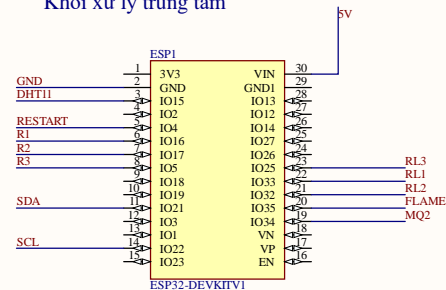 Khối xử lý trung tâm
5V
ESP1
1 3V3 VIN 30
GND 2 GND GND1 29
DHT11 3 IO15 IO13 28
4 IO2 IO12 27
RESTART 5 IO4 IO14 26
R1 6 IO16 IO27 25
R2 7 IO17 IO26 24
R3 8 IO5 IO25 23 RL3
9 IO18 IO33 22 RL1
10 IO19 IO32 21 RL2
SDA 11 IO21 IO35 20 FLAME
12 IO3 IO34 19 MQ2
13 IO1 VN 18
SCL 14 IO22 VP 17
15 IO23 EN 16
ESP32-DEVKITV1